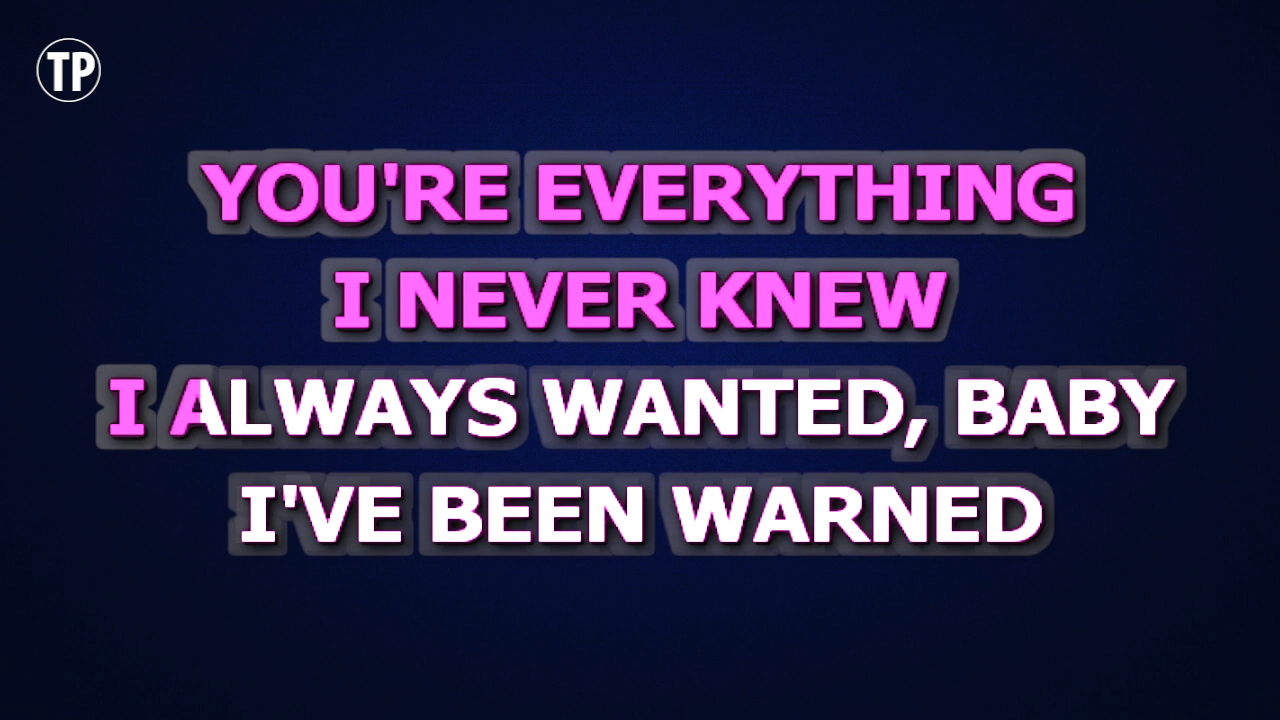 TP
YOU'RE EVERYTHING
I NEVER KNEW
I ALWAYS WANTED, BABY
I'VE BEEN WARNED